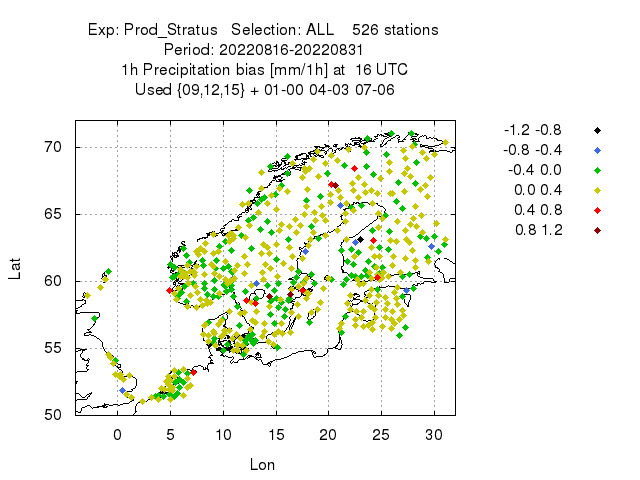 Exp: Prod_Stratus   Selection: ALL    526 stations
Period: 20220816-20220831
1h Precipitation bias [mm/1h] at  16 UTC
Used {09,12,15} + 01-00 04-03 07-06
-1.2 -0.8
-0.8 -0.4
-0.4 0.0
0.0 0.4
0.4 0.8
0.8 1.2
70
65
60
55
50
Lat
0 5 10 15 20 25 30
Lon